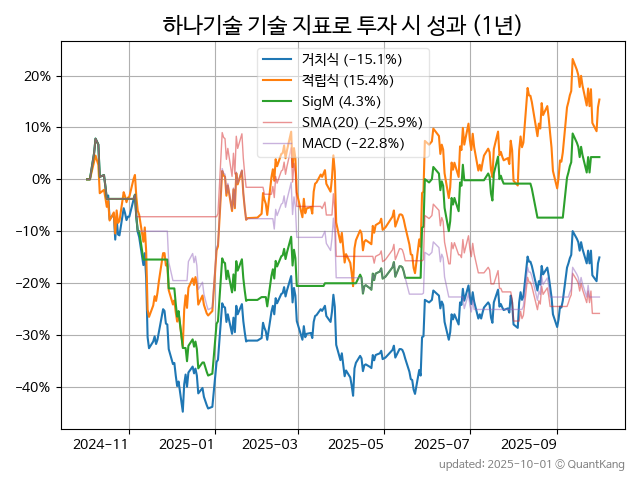 하나기술 기술 지표로 투자 시 성과 (1년)
거치식 (−15.1%)
적립식 (15.4%)
SigM (4.3%)
SMA(20) (−25.9%)
MACD (−22.8%)
20%
10%
0%
−10%
−20%
−30%
−40%
2024-11 2025-01 2025-03 2025-05 2025-07 2025-09
updated: 2025-10-01 © QuantKang